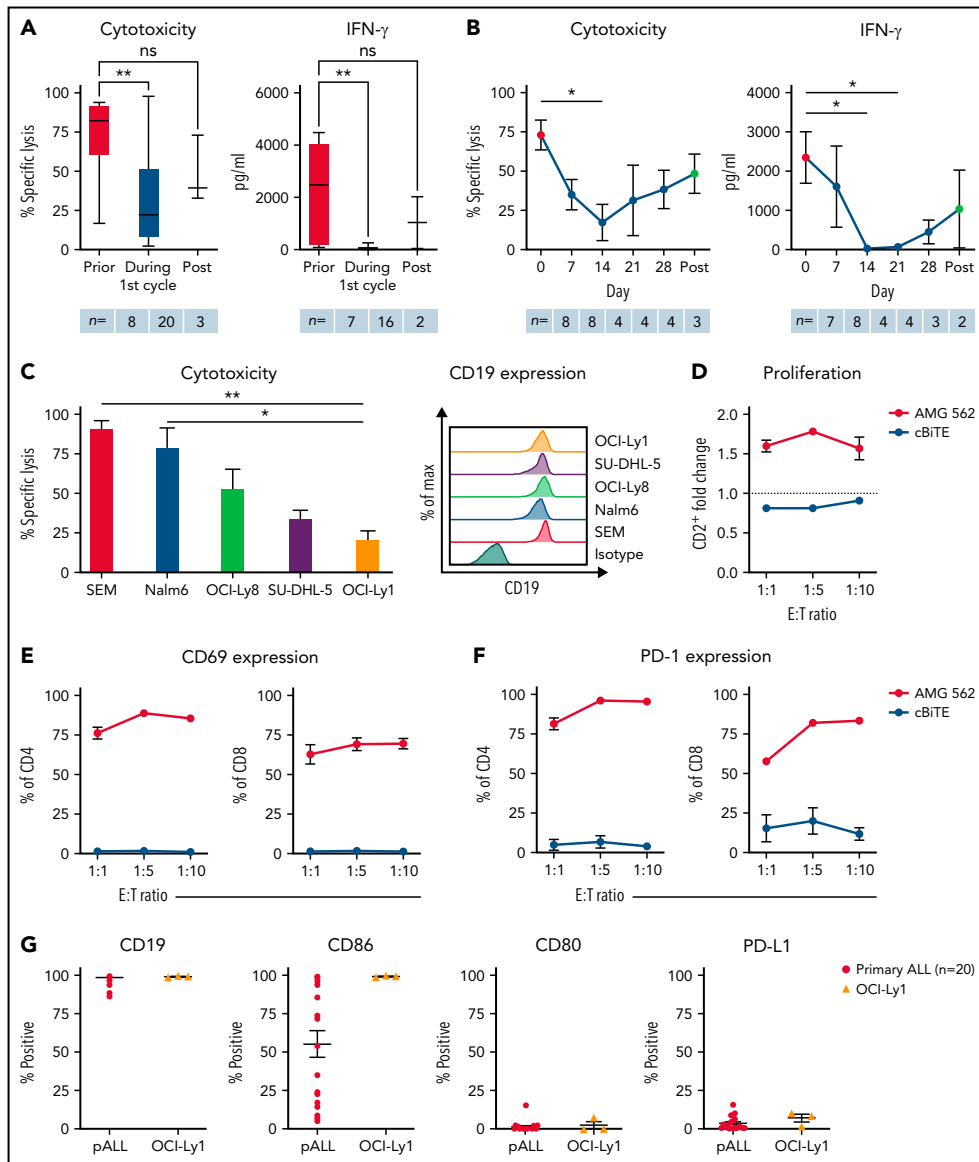 A
Cytotoxicity
ns
**
% Specific lysis
100
75
50
25
0
Prior
During
1st cycle
Post
n= 8 20 3
IFN-γ
ns
**
pg/ml
6000
4000
2000
0
Prior
During
1st cycle
Post
n= 7 16 2
B
Cytotoxicity
*
% Specific lysis
100
75
50
25
0
0 7 14 21 28 Post
Day
n= 8 8 4 4 4 3
IFN-γ
*
*
pg/ml
4000
3000
2000
1000
0
0 7 14 21 28 Post
Day
n= 7 8 4 4 3 2
C
Cytotoxicity
**
*
% Specific lysis
100
75
50
25
0
SEM Nalm6 OCI-Ly8 SU-DHL-5 OCI-Ly1
CD19 expression
% of max
OCI-Ly1
SU-DHL-5
OCI-Ly8
Nalm6
SEM
Isotype
CD19
D
Proliferation
CD2+ fold change
2.0
1.5
1.0
0.5
0.0
1:1 1:5 1:10
E:T ratio
AMG 562
cBiTE
E
CD69 expression
% of CD4
100
75
50
25
0
1:1 1:5 1:10
% of CD8
100
75
50
25
0
1:1 1:5 1:10
E:T ratio
F
PD-1 expression
% of CD4
100
75
50
25
0
1:1 1:5 1:10
% of CD8
100
75
50
25
0
1:1 1:5 1:10
E:T ratio
AMG 562
cBiTE
G
CD19
% Positive
100
75
50
25
0
pALL OCI-Ly1
CD86
% Positive
100
75
50
25
0
pALL OCI-Ly1
CD80
% Positive
100
75
50
25
0
pALL OCI-Ly1
PD-L1
% Positive
100
75
50
25
0
pALL OCI-Ly1
Primary ALL (n=20)
OCI-Ly1